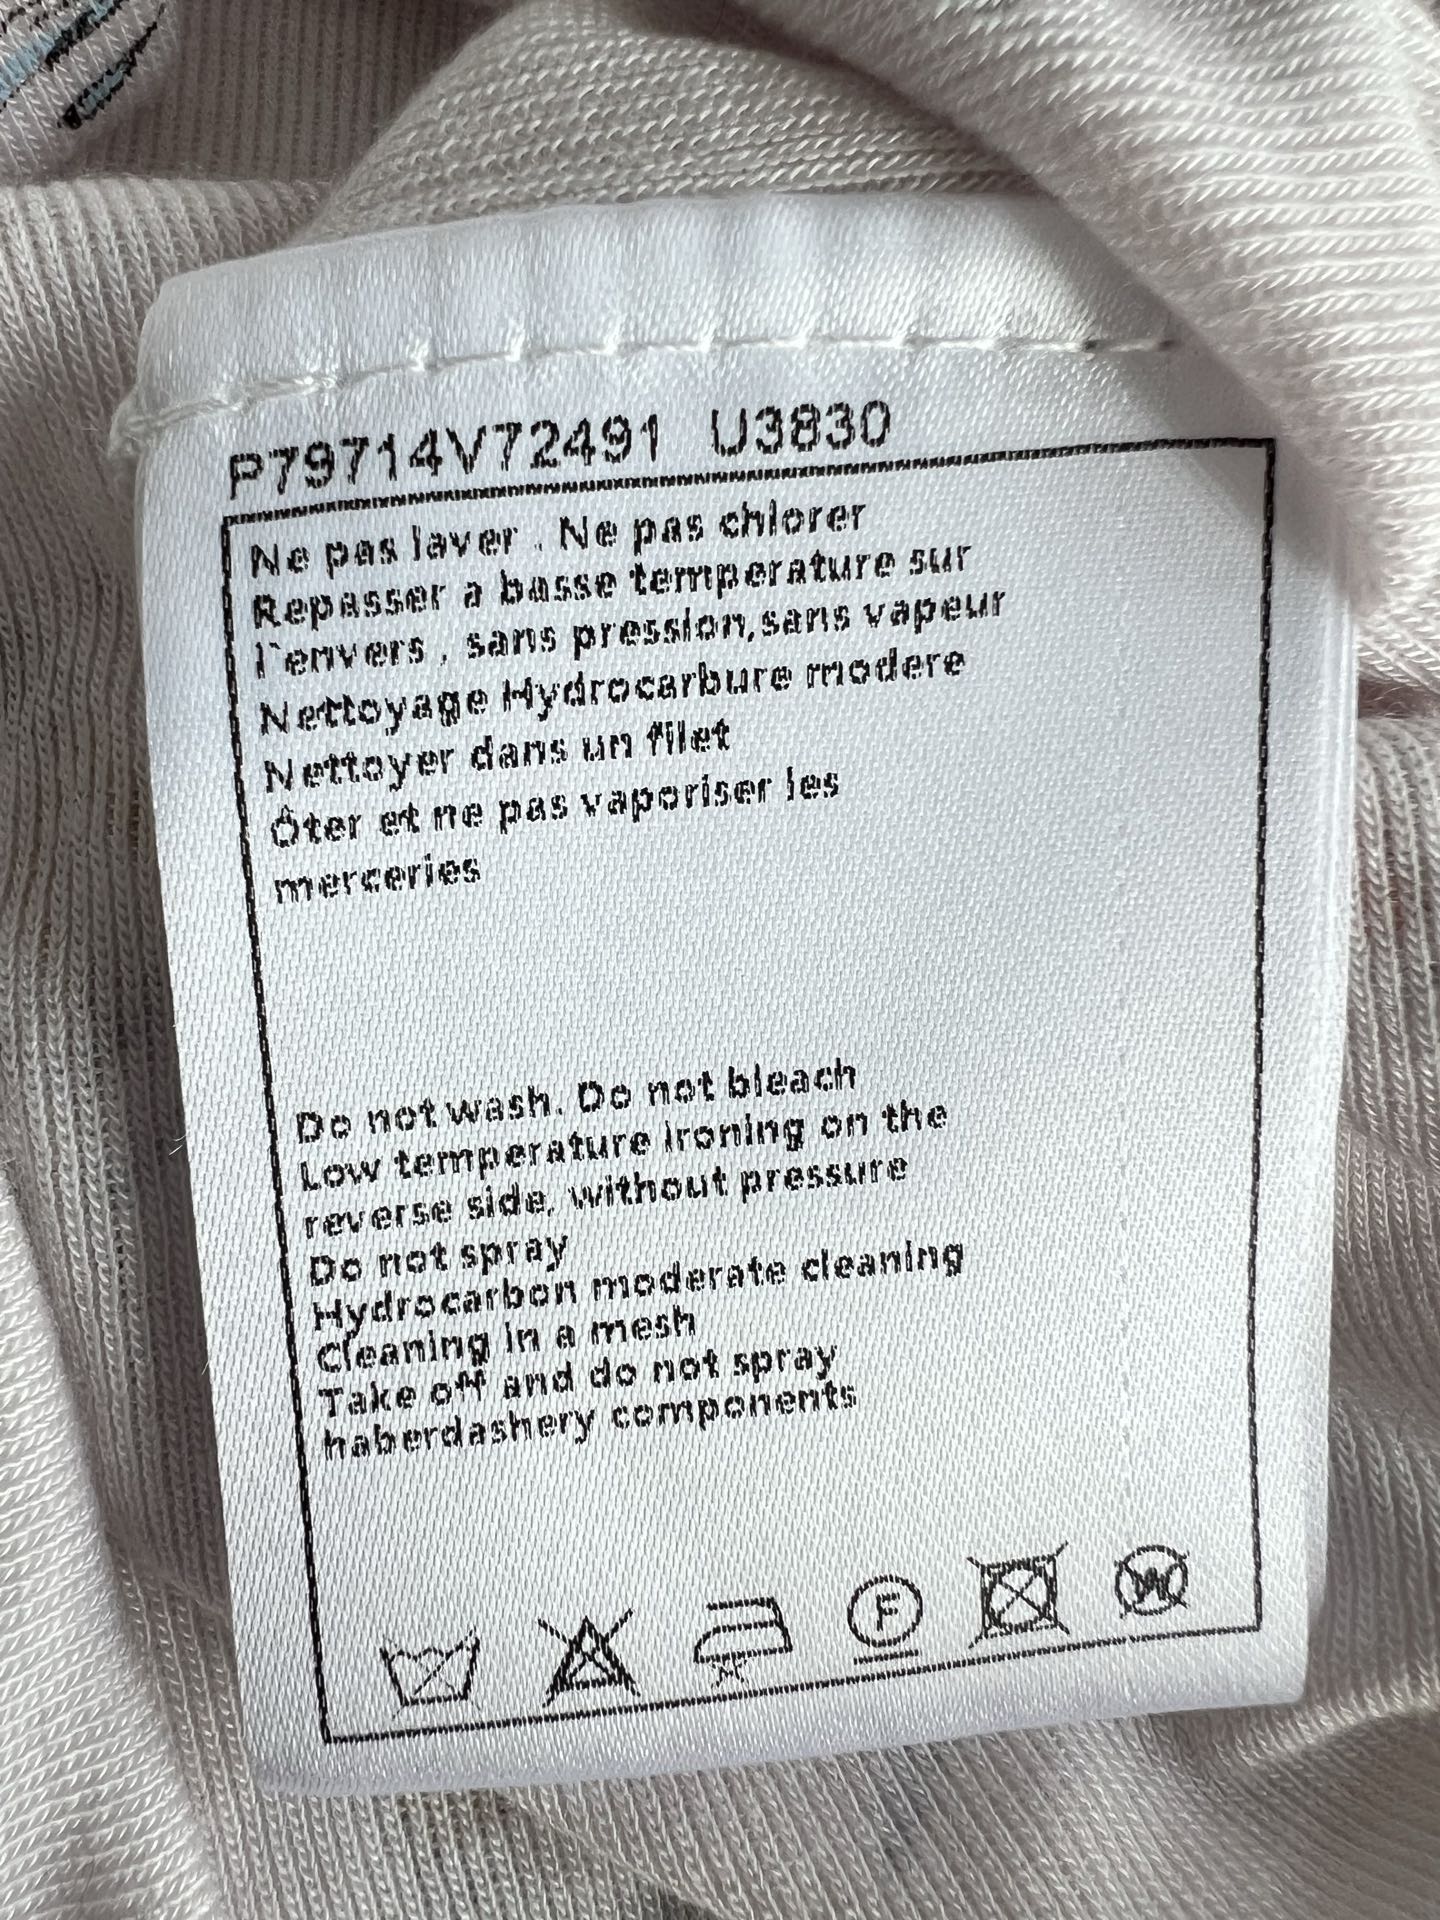 P79714V72491 U3830
Ne pas laver . Ne pas chlorer
Repasser a basse temperature sur
l`envers , sans pression,sans vapeur
Nettoyage Hydrocarbure modere
Nettoyer dans un filet
Ôter et ne pas vaporiser les
merceries
Do not wash. Do not bleach
Low temperature ironing on the
reverse side, without pressure
Do not spray
Hydrocarbon moderate cleaning
Cleaning in a mesh
Take off and do not spray
haberdashery components
F W